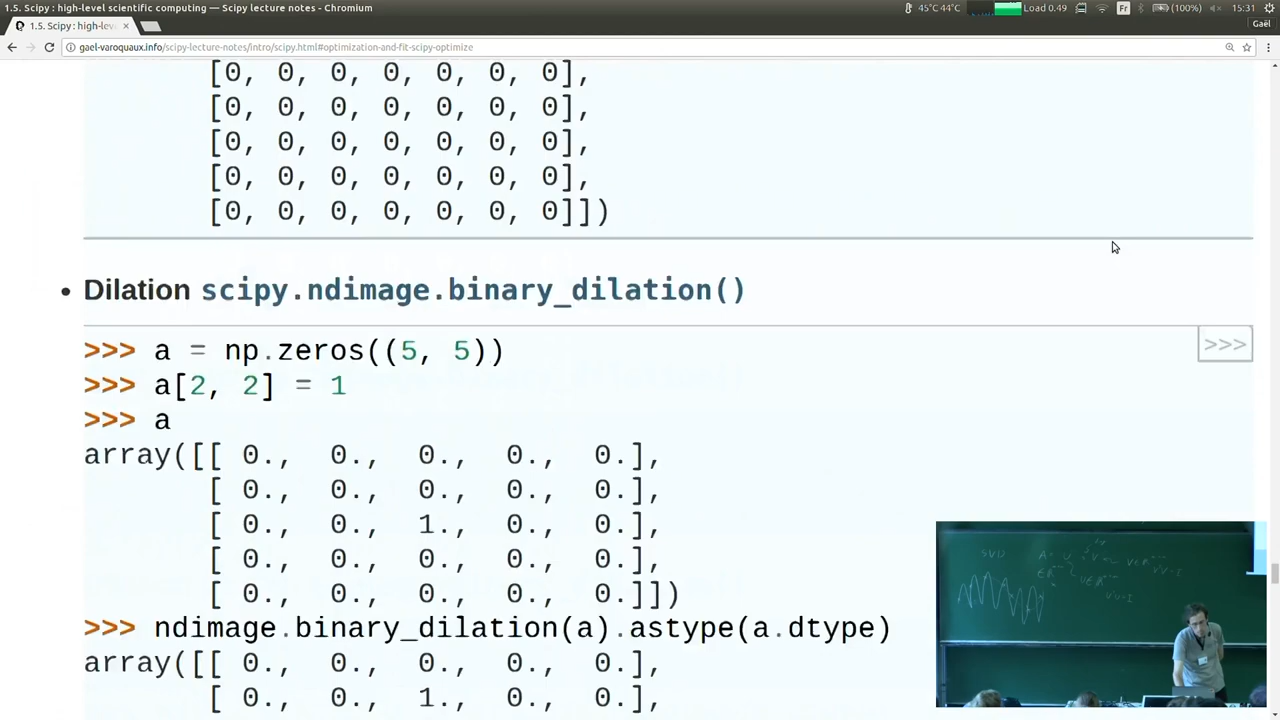 1.5. Scipy : high-level scientific computing — Scipy lecture notes - Chromium
45°C 44°C Load 0.49 Fr (100%) 15:31
1.5. Scipy : high-leve Gaël
gael-varoquaux.info/scipy-lecture-notes/intro/scipy.html#optimization-and-fit-scipy-optimize
[0, 0, 0, 0, 0, 0, 0],
[0, 0, 0, 0, 0, 0, 0],
[0, 0, 0, 0, 0, 0, 0],
[0, 0, 0, 0, 0, 0, 0],
[0, 0, 0, 0, 0, 0, 0]])
• Dilation scipy.ndimage.binary_dilation()
>>>
>>> a = np.zeros((5, 5))
>>> a[2, 2] = 1
>>> a
array([[ 0., 0., 0., 0., 0.],
[ 0., 0., 0., 0., 0.],
[ 0., 0., 1., 0., 0.],
[ 0., 0., 0., 0., 0.],
[ 0., 0., 0., 0., 0.]])
>>> ndimage.binary_dilation(a).astype(a.dtype)
array([[ 0., 0., 0., 0., 0.],
[ 0., 0., 1., 0., 0.],
SVD